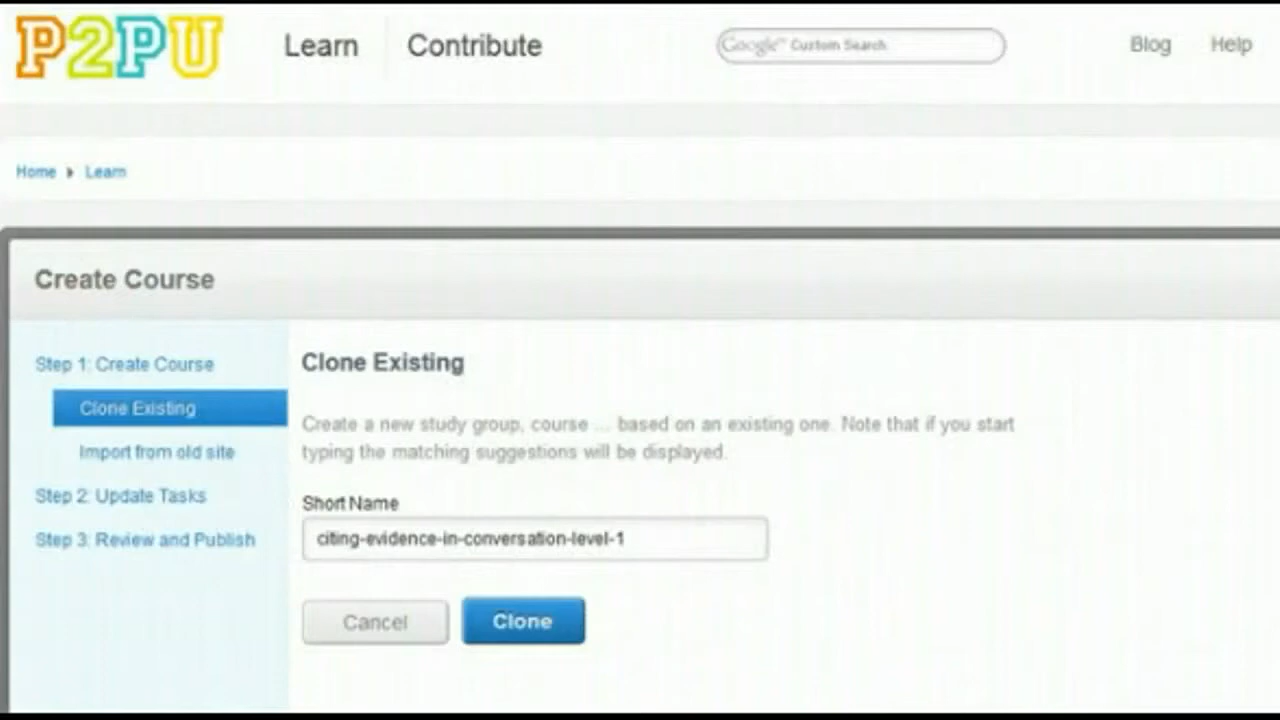 P2PU Learn Contribute Google™ Custom Search Blog Help
Home Learn
Create Course
Step 1: Create Course
Clone Existing
Import from old site
Step 2: Update Tasks
Step 3: Review and Publish
Clone Existing
Create a new study group, course ... based on an existing one. Note that if you start
typing the matching suggestions will be displayed.
Short Name
citing-evidence-in-conversation-level-1
Cancel Clone